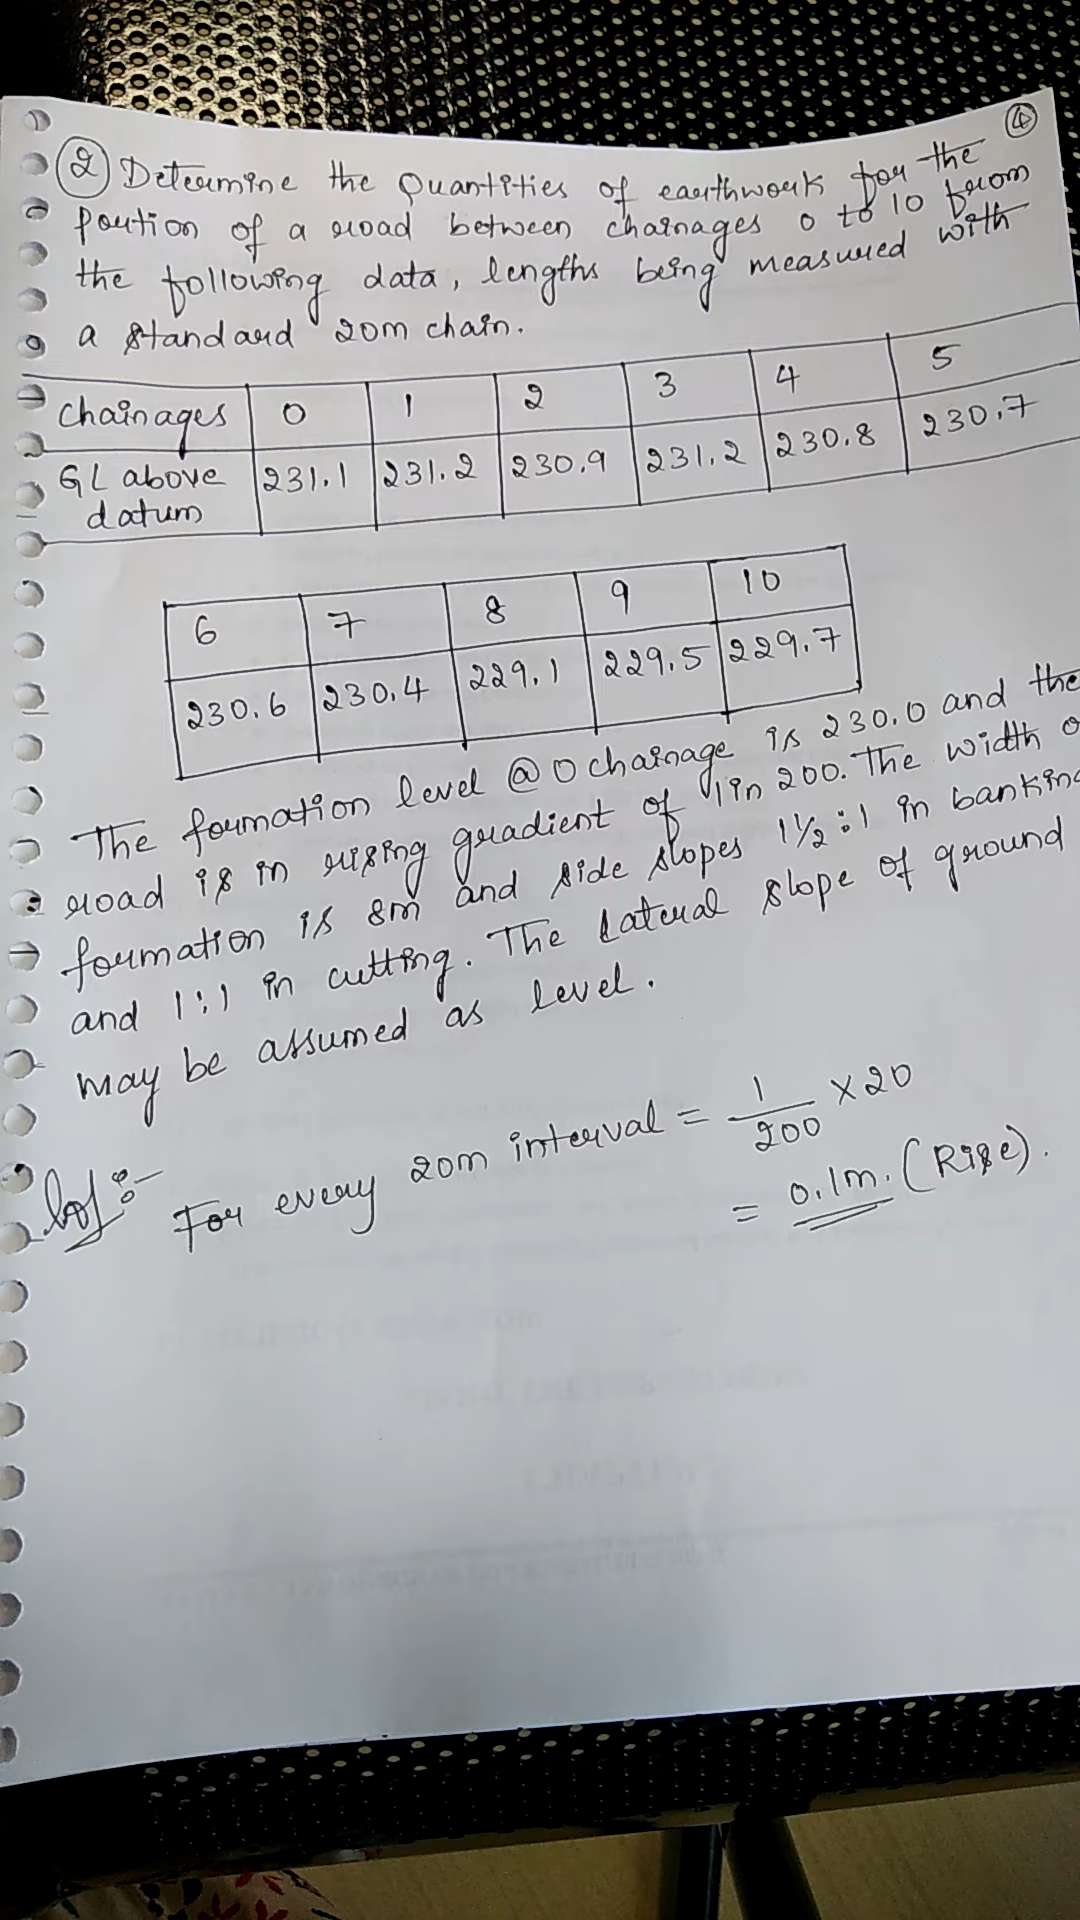 ④
② Determine the Quantities of earthwork for the
portion of a road between chainages 0 to 10 from
the following data, lengths being measured with
a standard 20m chain.
Chainages 0 1 2 3 4 5
GL above datum 231.1 231.2 230.9 231.2 230.8 230.7
6 7 8 9 10
230.6 230.4 229.1 229.5 229.7
The formation level @ 0 chainage is 230.0 and the
road is in rising gradient of 1 in 200. The width o
formation is 8m and side slopes 1½:1 in banking
and 1:1 in cutting. The Lateral slope of ground
may be assumed as level.
Sol:-
For every 20m interval = 1/200 × 20
= 0.1m. (Rise).